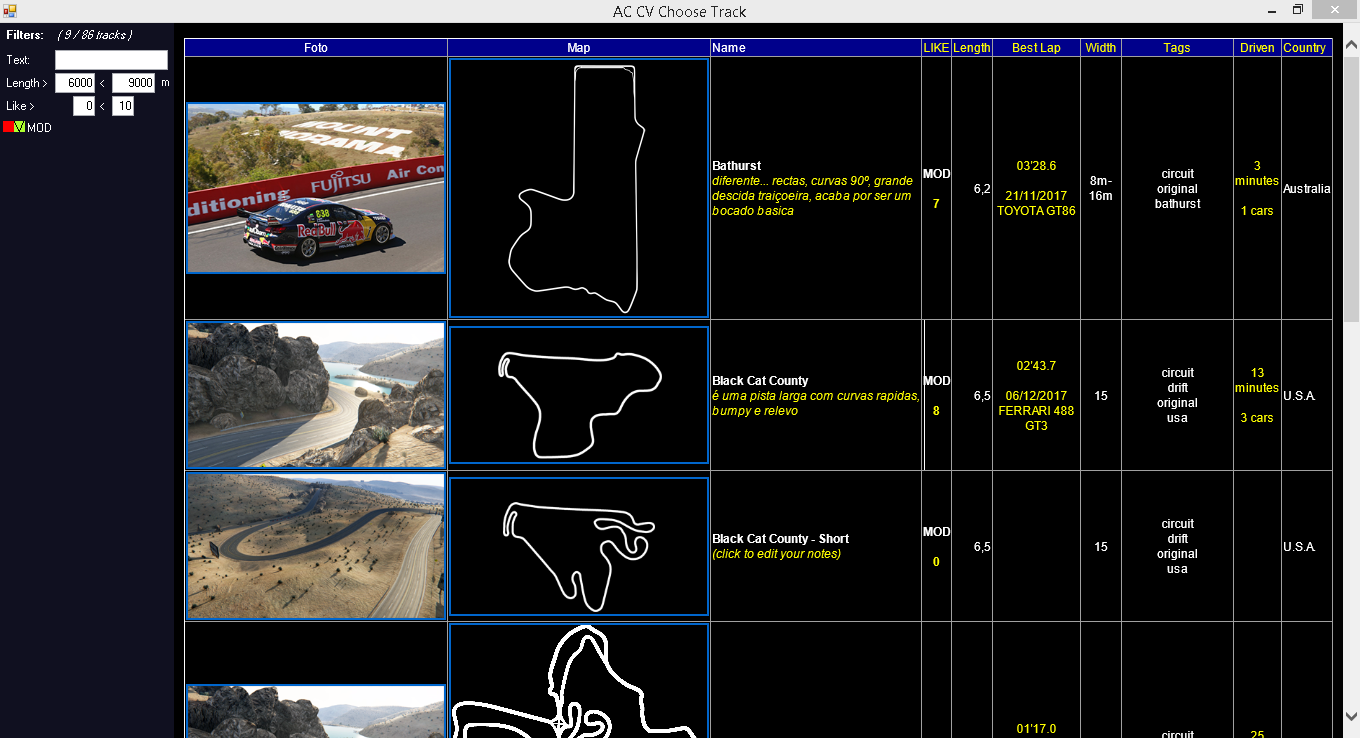 AC CV Choose Track
Filters: ( 9 / 86 tracks )
Text:
Length > 6000 < 9000 m
Like > 0 < 10
MOD
Foto Map Name LIKE Length Best Lap Width Tags Driven Country
MOUNT
PANORAMA
FUJITSU Air Con
ditioning
838
RedBull
Bathurst
diferente... rectas, curvas 90º, grande
descida traiçoeira, acaba por ser um
bocado basica
MOD
7
6,2
03'28.6
21/11/2017
TOYOTA GT86
8m-
16m
circuit
original
bathurst
3
minutes
1 cars
Australia
Black Cat County
é uma pista larga com curvas rapidas,
bumpy e relevo
MOD
8
6,5
02'43.7
06/12/2017
FERRARI 488
GT3
15
circuit
drift
original
usa
13
minutes
3 cars
U.S.A.
Black Cat County - Short
(click to edit your notes)
MOD
0
6,5
15
circuit
drift
original
usa
U.S.A.
01'17.0
circuit
25